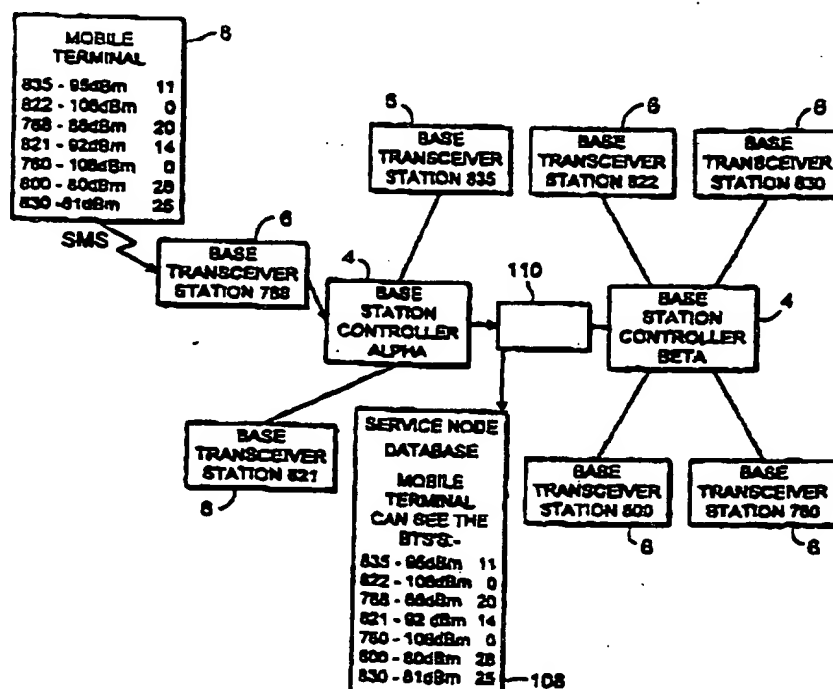 8
MOBILE
TERMINAL
835 - 95dBm 11
822 - 108dBm 0
788 - 88dBm 20
821 - 92dBm 14
760 - 108dBm 0
800 - 80dBm 28
830 - 81dBm 25
SMS
6
BASE
TRANSCEIVER
STATION 788
6
BASE
TRANSCEIVER
STATION 835
6
BASE
TRANSCEIVER
STATION 822
6
BASE
TRANSCEIVER
STATION 830
4
BASE
STATION
CONTROLLER
ALPHA
110
4
BASE
STATION
CONTROLLER
BETA
BASE
TRANSCEIVER
STATION 821
6
SERVICE NODE
DATABASE
MOBILE
TERMINAL
CAN SEE THE
BTS'S:-
835 - 95dBm 11
822 - 108dBm 0
788 - 88dBm 20
821 - 92 dBm 14
760 - 108dBm 0
800 - 80dBm 28
830 - 81dBm 25
108
BASE
TRANSCEIVER
STATION 800
6
BASE
TRANSCEIVER
STATION 760
6